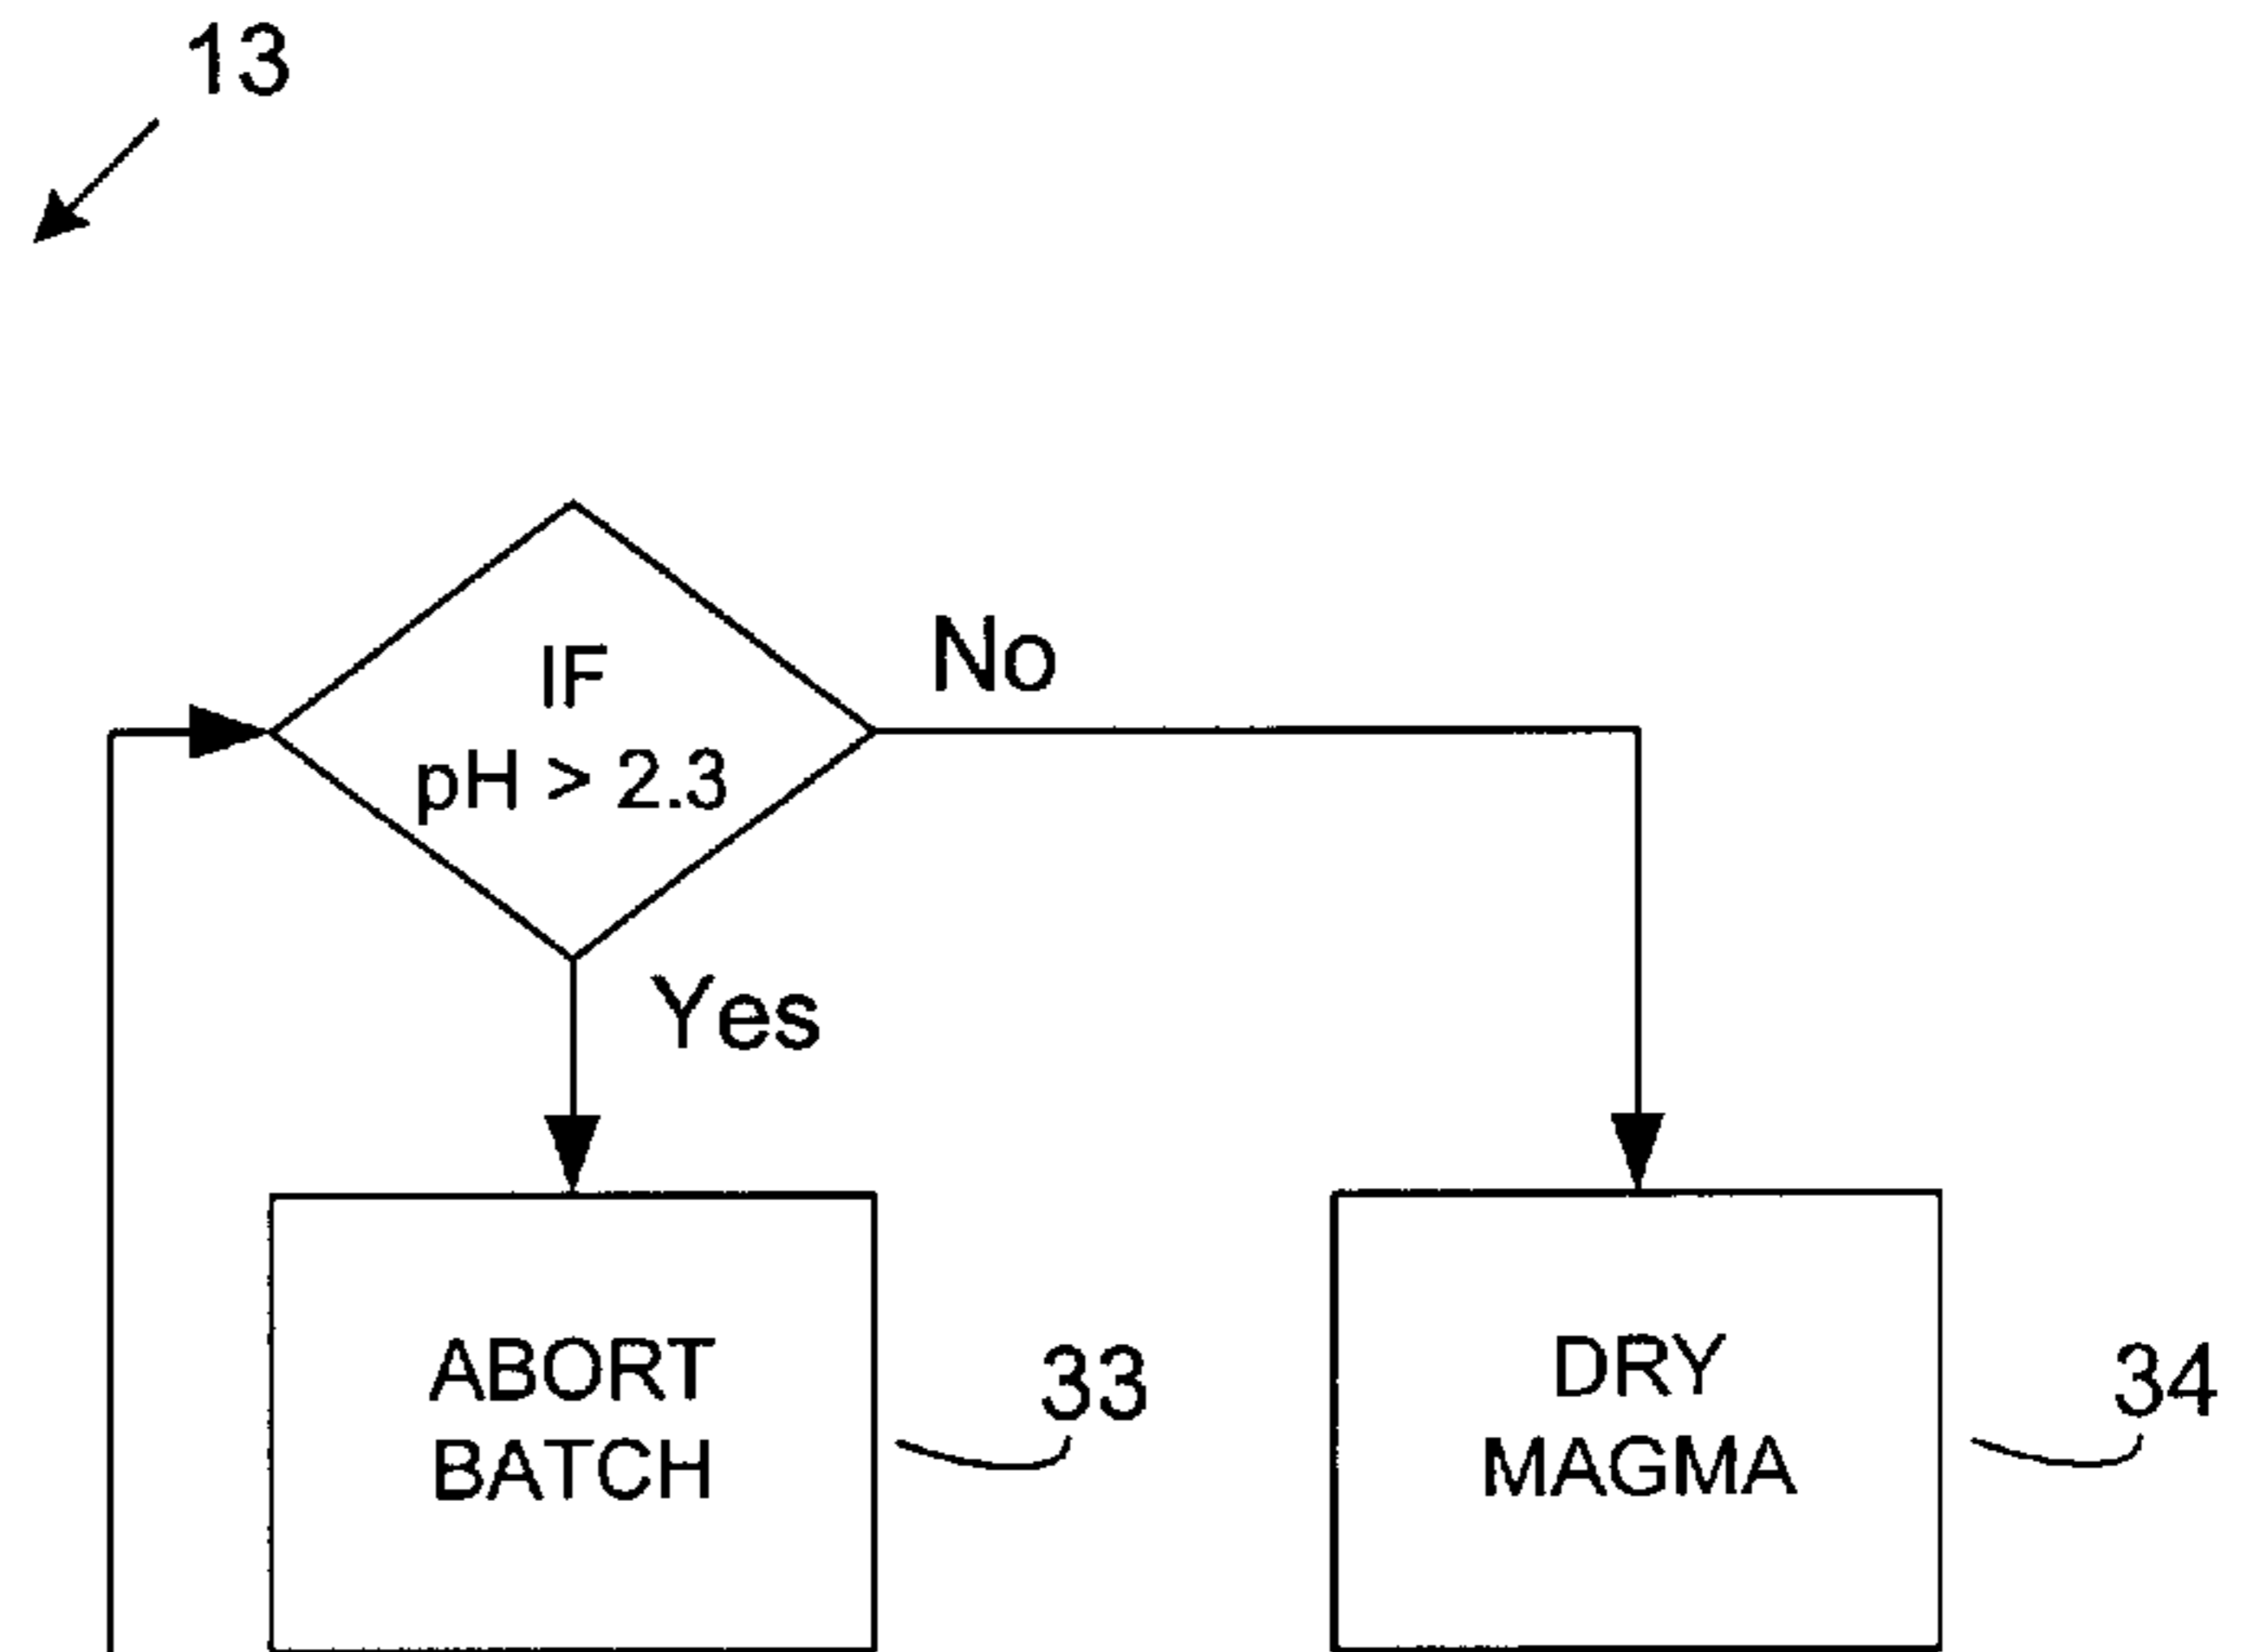 13
IF
pH > 2.3
No
Yes
ABORT
BATCH
33
DRY
MAGMA
34